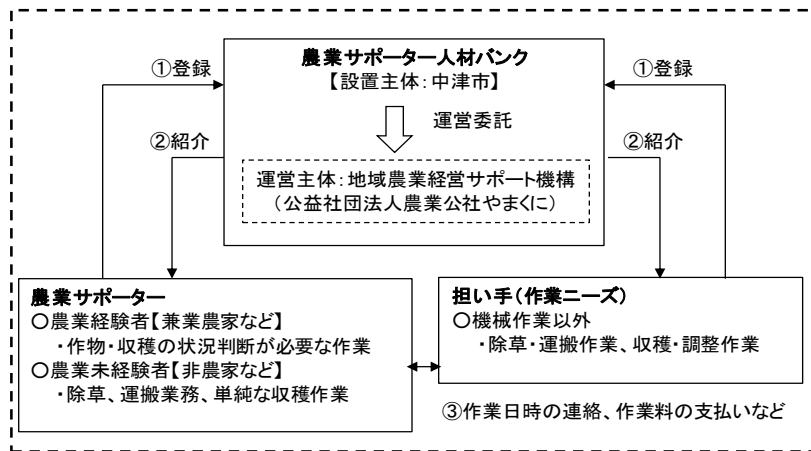 農業サポーター人材バンク
【設置主体：中津市】
①登録
①登録
運営委託
②紹介
②紹介
運営主体：地域農業経営サポート機構
（公益社団法人農業公社やまくに）
農業サポーター
〇農業経験者【兼業農家など】
・作物・収穫の状況判断が必要な作業
〇農業未経験者【非農家など】
・除草、運搬業務、単純な収穫作業
担い手（作業ニーズ）
〇機械作業以外
・除草・運搬作業、収穫・調整作業
③作業日時の連絡、作業料の支払いなど